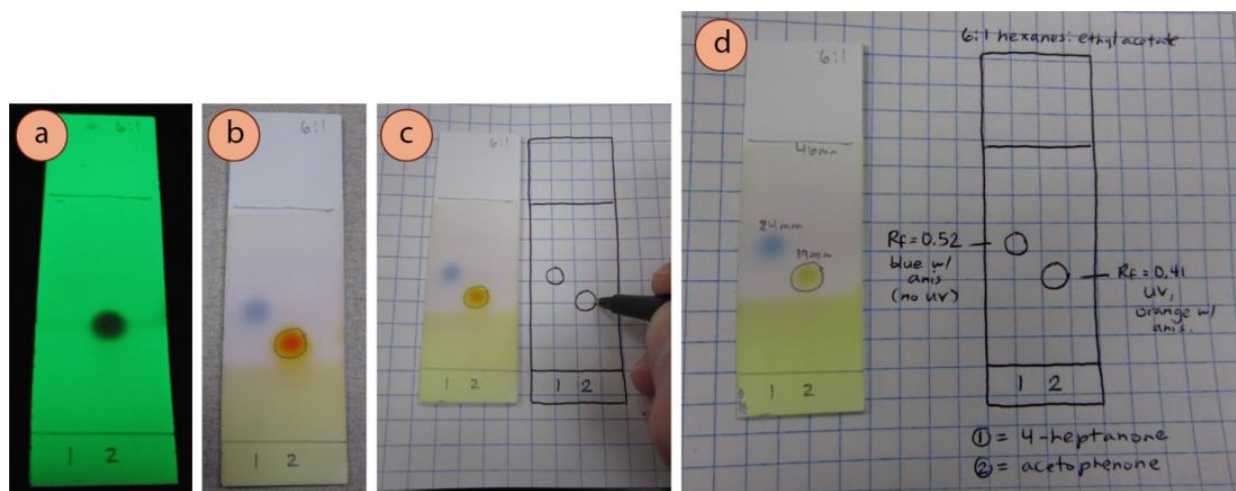 a
6:1
1 2
b
6:1
1 2
c
6:1
1 2
1 2
d
6:1
46mm
24mm
19mm
1 2
6:1 hexanes:ethyl acetate
Rf=0.52
blue w/
anis
(no UV)
Rf=0.41
UV,
orange w/
anis.
1 2
① = 4-heptanone
② = acetophenone